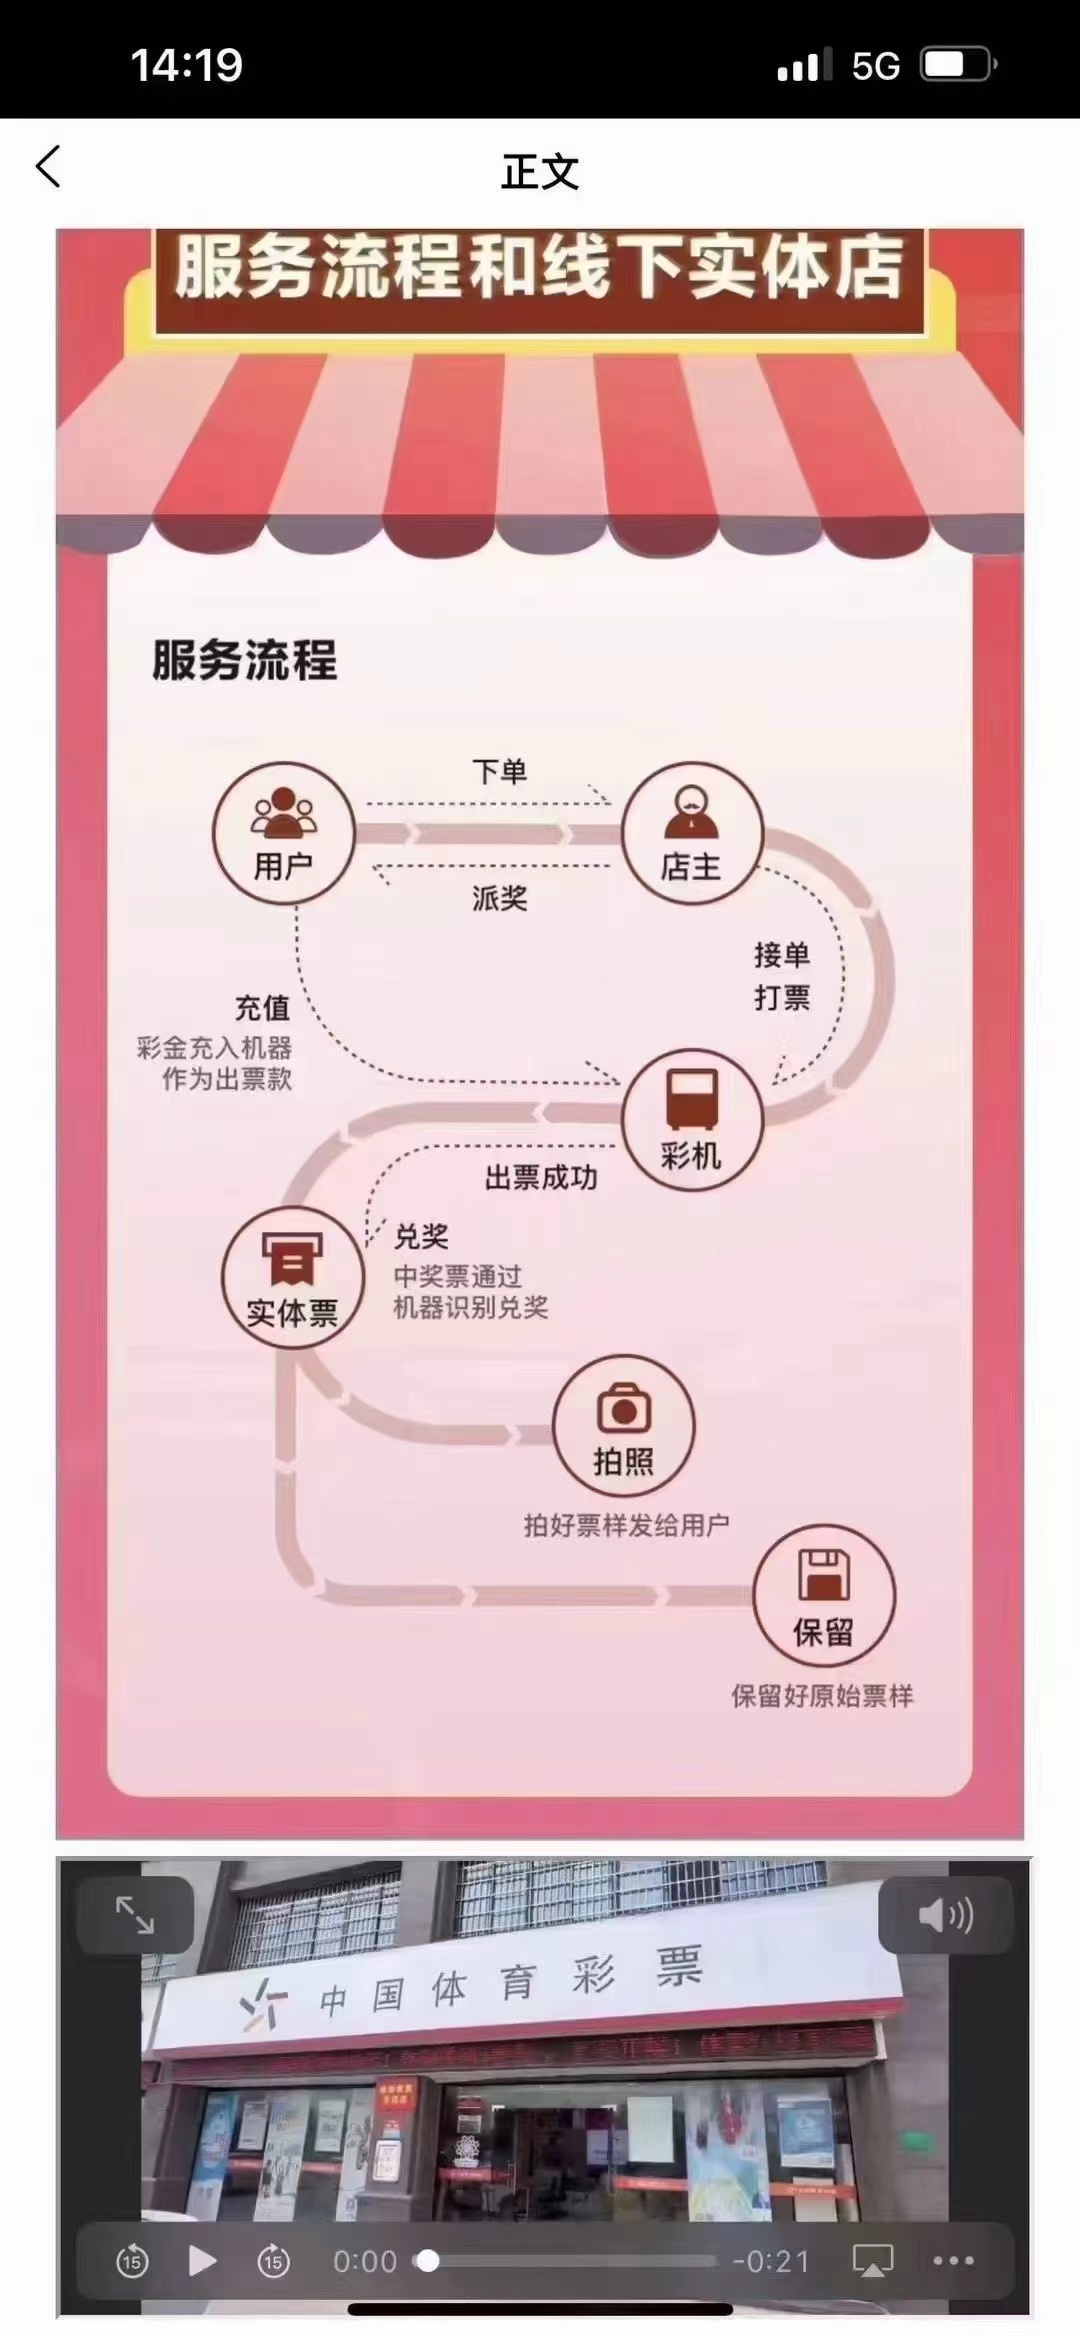 14:19
5G
正文
服务流程和线下实体店
服务流程
下单
用户
店主
派奖
接单
打票
充值
彩金充入机器
作为出票款
彩机
出票成功
兑奖
中奖票通过
机器识别兑奖
实体票
拍照
拍好票样发给用户
保留
保留好原始票样
中国体育彩票
15
15
0:00
-0:21